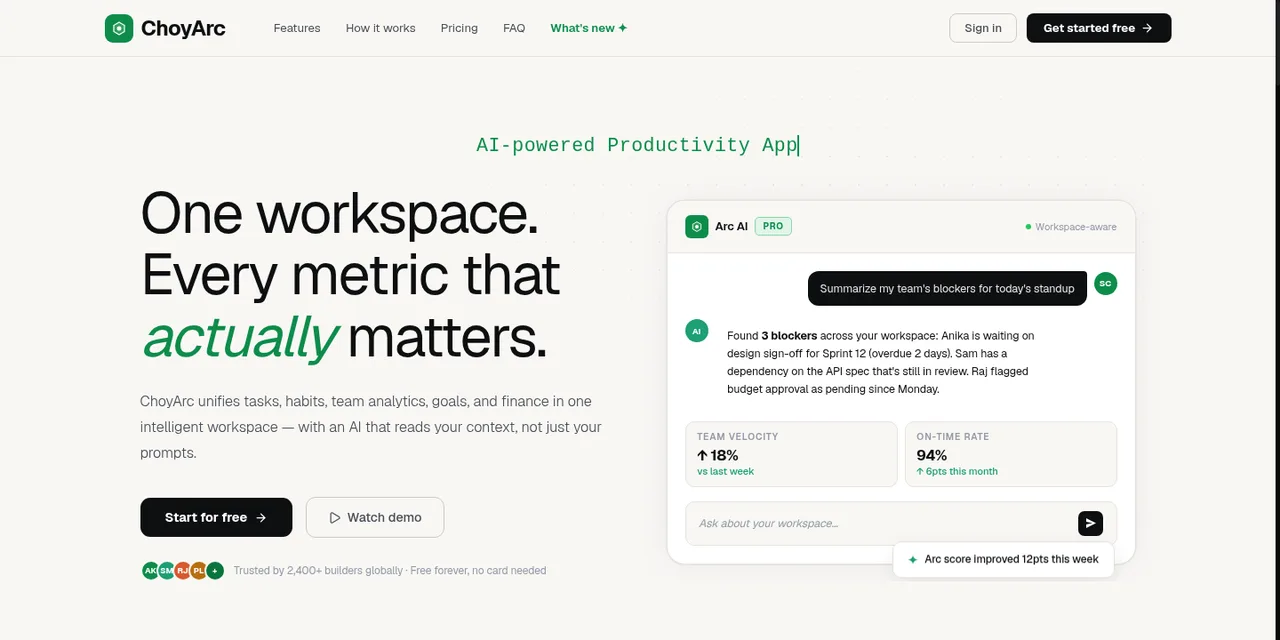 ChoyArc
Features
How it works
Pricing
FAQ
What's new ✦
Sign in
Get started free →
AI-powered Productivity App
One workspace.
Every metric that
actually matters.
ChoyArc unifies tasks, habits, team analytics, goals, and finance in one
intelligent workspace — with an AI that reads your context, not just your
prompts.
Start for free →
Watch demo
AK
SM
RJ
PL
+
Trusted by 2,400+ builders globally · Free forever, no card needed
Arc AI
PRO
Workspace-aware
Summarize my team's blockers for today's standup
SC
AI
Found 3 blockers across your workspace: Anika is waiting on
design sign-off for Sprint 12 (overdue 2 days). Sam has a
dependency on the API spec that's still in review. Raj flagged
budget approval as pending since Monday.
TEAM VELOCITY
↑ 18%
vs last week
ON-TIME RATE
94%
↑ 6pts this month
Ask about your workspace...
✦ Arc score improved 12pts this week